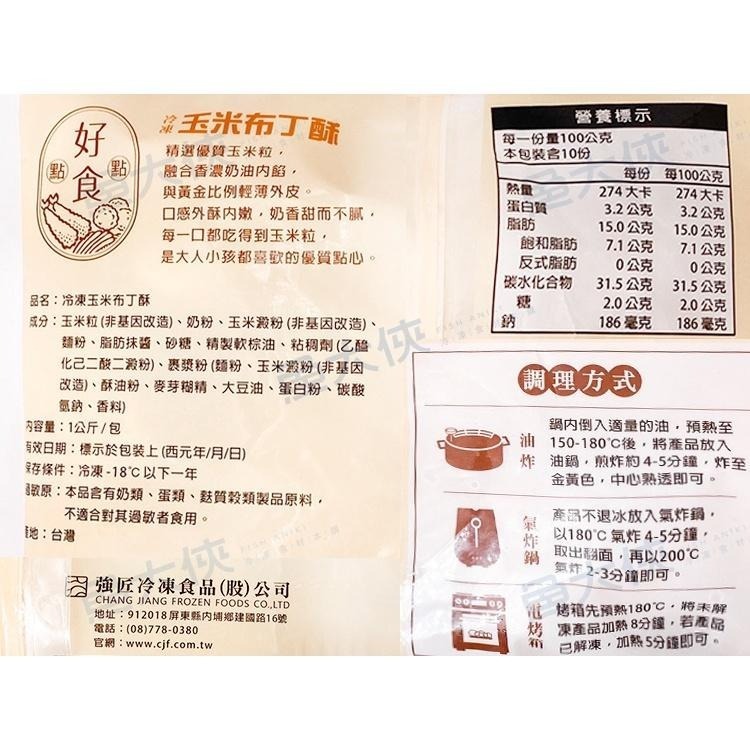 好食
點點
冷凍 玉米布丁酥
精選優質玉米粒，
融合香濃奶油內餡，
與黃金比例輕薄外皮。
口感外酥內嫩，奶香甜而不膩，
每一口都吃得到玉米粒，
是大人小孩都喜歡的優質點心。
品名：冷凍玉米布丁酥
成分：玉米粒(非基因改造)、奶粉、玉米澱粉(非基因改造)、
麵粉、脂肪抹醬、砂糖、精製軟棕油、粘稠劑(乙醯
化己二酸二澱粉)、裹漿粉(麵粉、玉米澱粉(非基因
改造)、酥油粉、麥芽糊精、大豆油、蛋白粉、碳酸
氫鈉、香料)
內容量：1公斤/包
有效日期：標示於包裝上(西元年/月/日)
保存條件：冷凍-18℃以下一年
過敏原：本品含有奶類、蛋類、麩質穀類製品原料，
不適合對其過敏者食用。
產地：台灣
強匠冷凍食品(股)公司
CHANG JIANG FROZEN FOODS CO.,LTD
地址：912018屏東縣內埔鄉建國路16號
電話：(08)778-0380
官網：www.cjf.com.tw
營養標示
每一份量100公克
本包裝含10份
每份 每100公克
熱量 274大卡 274大卡
蛋白質 3.2公克 3.2公克
脂肪 15.0公克 15.0公克
飽和脂肪 7.1公克 7.1公克
反式脂肪 0公克 0公克
碳水化合物 31.5公克 31.5公克
糖 2.0公克 2.0公克
鈉 186毫克 186毫克
調理方式
油炸
鍋內倒入適量的油，預熱至
150-180℃後，將產品放入
油鍋，煎炸約4-5分鐘，炸至
金黃色，中心熟透即可。
氣炸鍋
產品不退冰放入氣炸鍋，
以180℃氣炸4-5分鐘，
取出翻面，再以200℃
氣炸2-3分鐘即可。
電烤箱
烤箱先預熱180℃，將未解
凍產品加熱8分鐘，若產品
已解凍，加熱5分鐘即可。